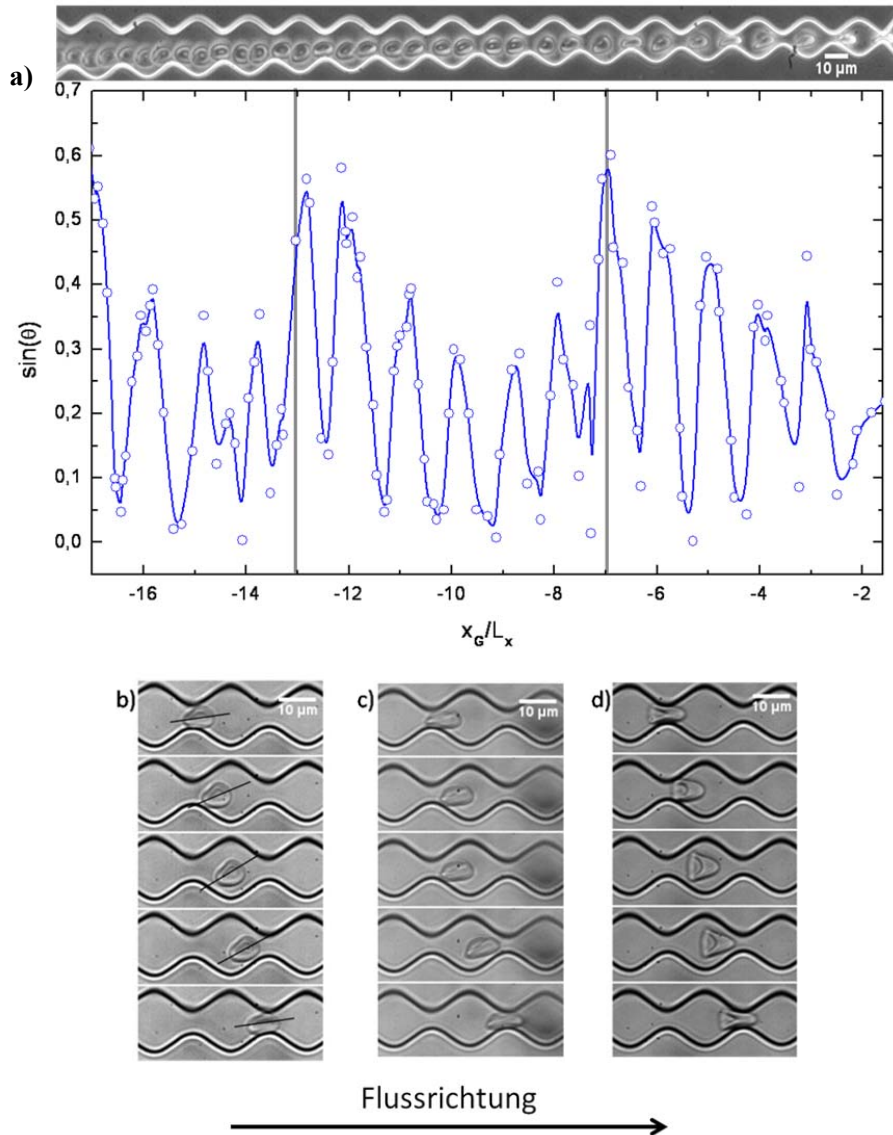 a)
10 µm
0,7
0,6
0,5
0,4
0,3
0,2
0,1
0,0
sin(θ)
-16 -14 -12 -10 -8 -6 -4 -2
x_G/L_x
b) 10 µm c) 10 µm d) 10 µm
Flussrichtung